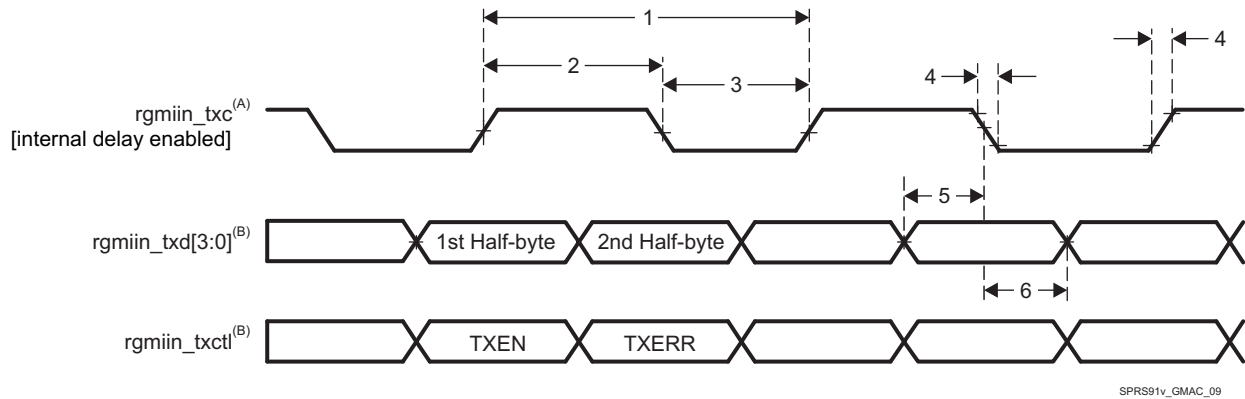 1
2
3
4
4
rgmiin_txc(A)
[internal delay enabled]
5
rgmiin_txd[3:0](B)
1st Half-byte
2nd Half-byte
6
rgmiin_txctl(B)
TXEN
TXERR
SPRS91v_GMAC_09